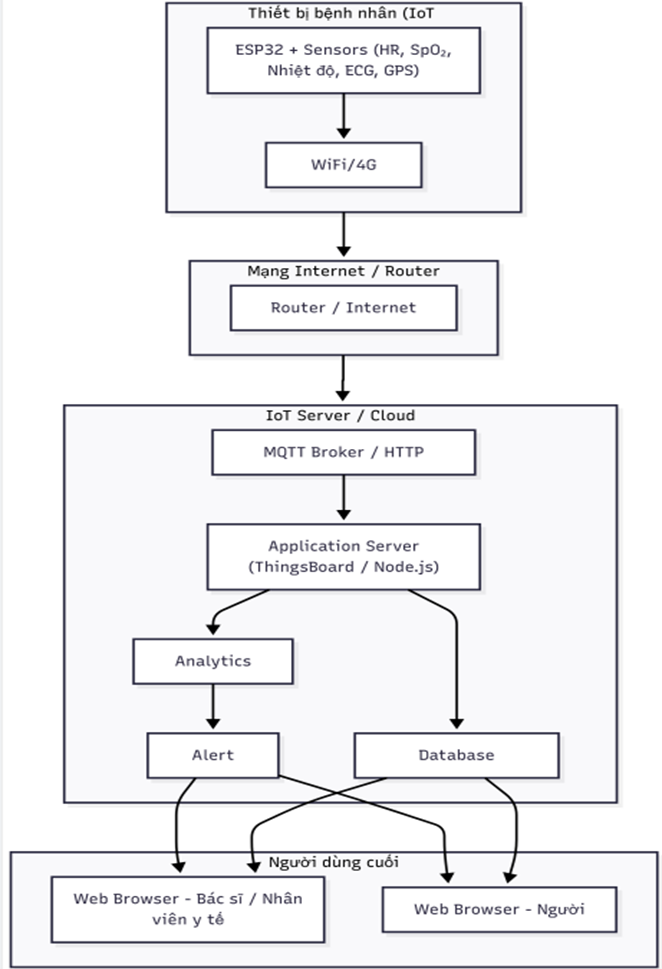 Thiết bị bệnh nhân (IoT
ESP32 + Sensors (HR, SpO₂,
Nhiệt độ, ECG, GPS)
WiFi/4G
Mạng Internet / Router
Router / Internet
IoT Server / Cloud
MQTT Broker / HTTP
Application Server
(ThingsBoard / Node.js)
Analytics
Alert
Database
Người dùng cuối
Web Browser - Bác sĩ / Nhân
viên y tế
Web Browser - Người